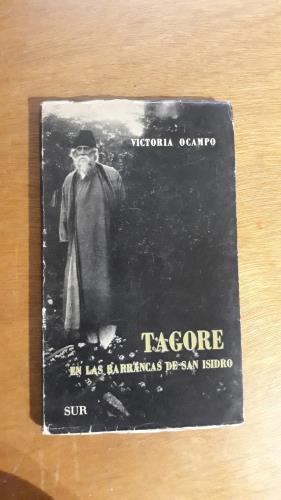 VICTORIA OCAMPO
TAGORE
EN LAS BARRANCAS DE SAN ISIDRO
SUR